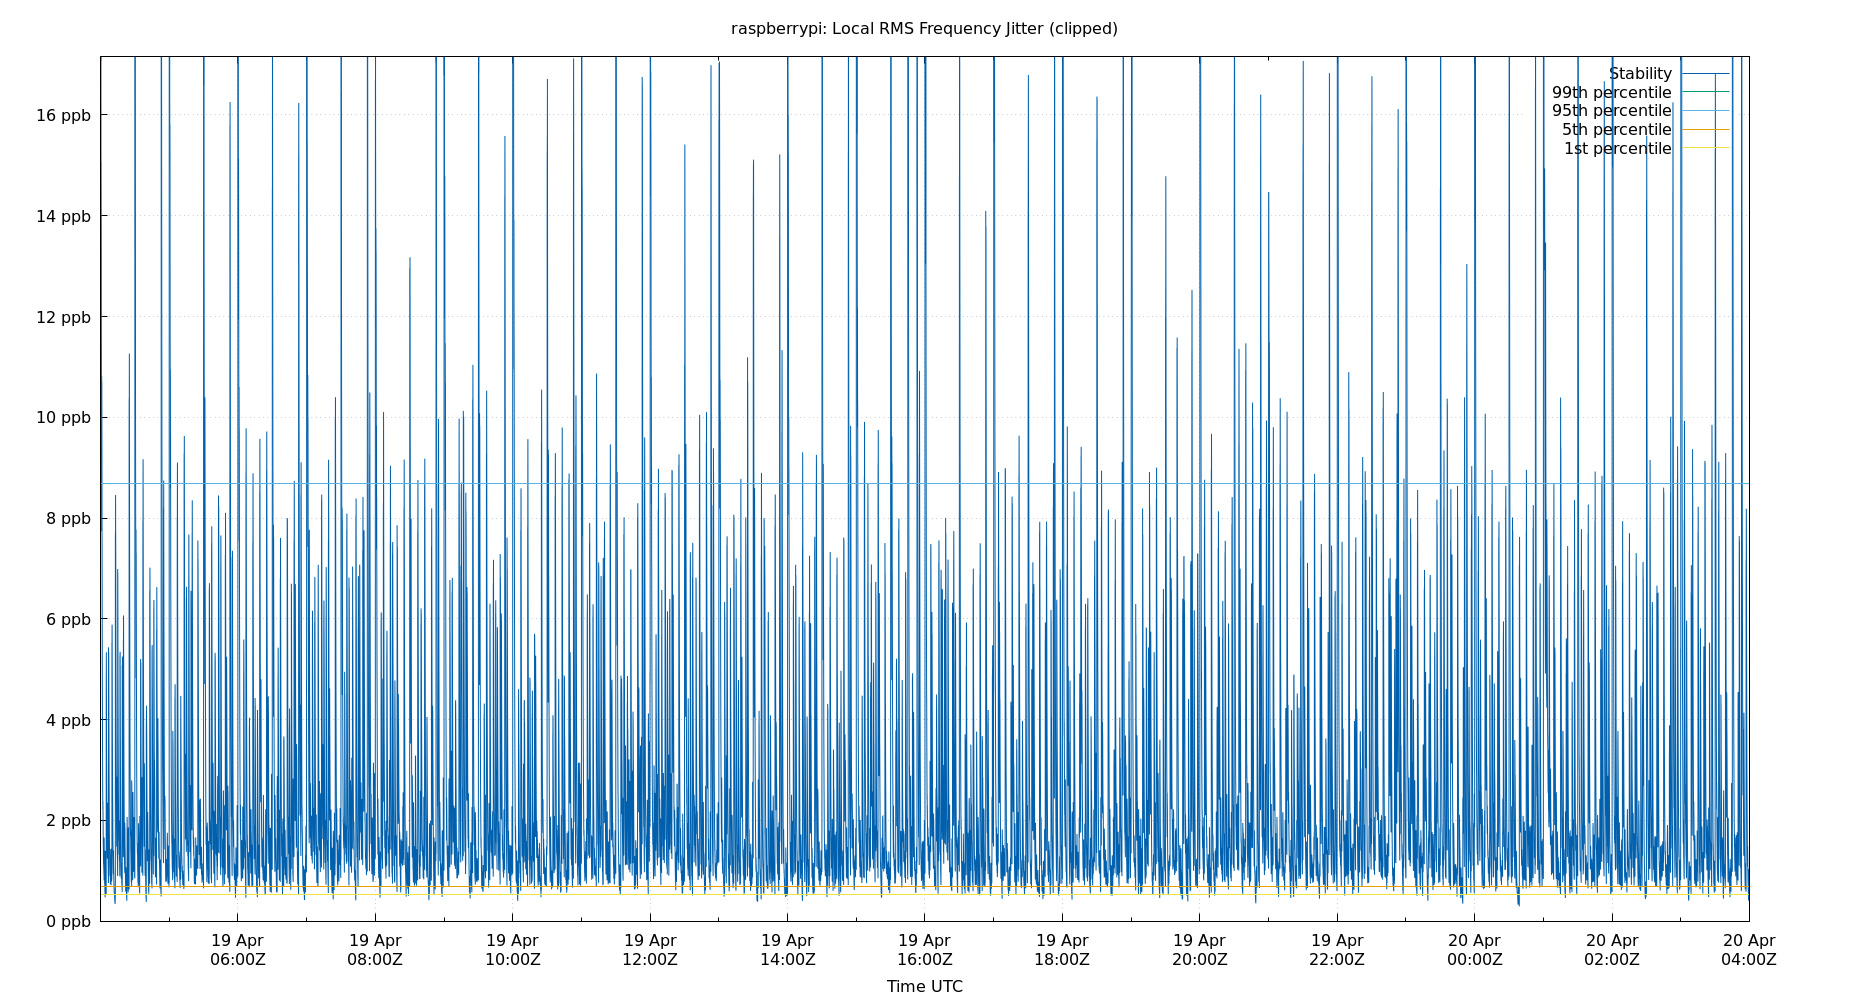 raspberrypi: Local RMS Frequency Jitter (clipped)
Stability
99th percentile
95th percentile
5th percentile
1st percentile
16 ppb
14 ppb
12 ppb
10 ppb
8 ppb
6 ppb
4 ppb
2 ppb
0 ppb
19 Apr 19 Apr 19 Apr 19 Apr 19 Apr 19 Apr 19 Apr 19 Apr 19 Apr 20 Apr 20 Apr 20 Apr
06:00Z 08:00Z 10:00Z 12:00Z 14:00Z 16:00Z 18:00Z 20:00Z 22:00Z 00:00Z 02:00Z 04:00Z
Time UTC